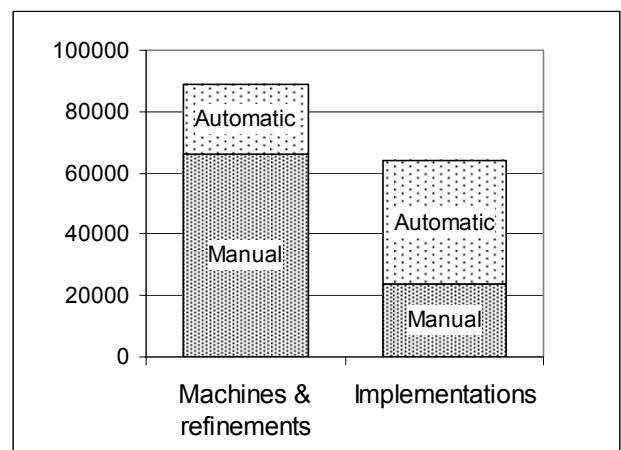 100000
80000
60000
40000
20000
0
Automatic
Manual
Automatic
Manual
Machines &
refinements
Implementations